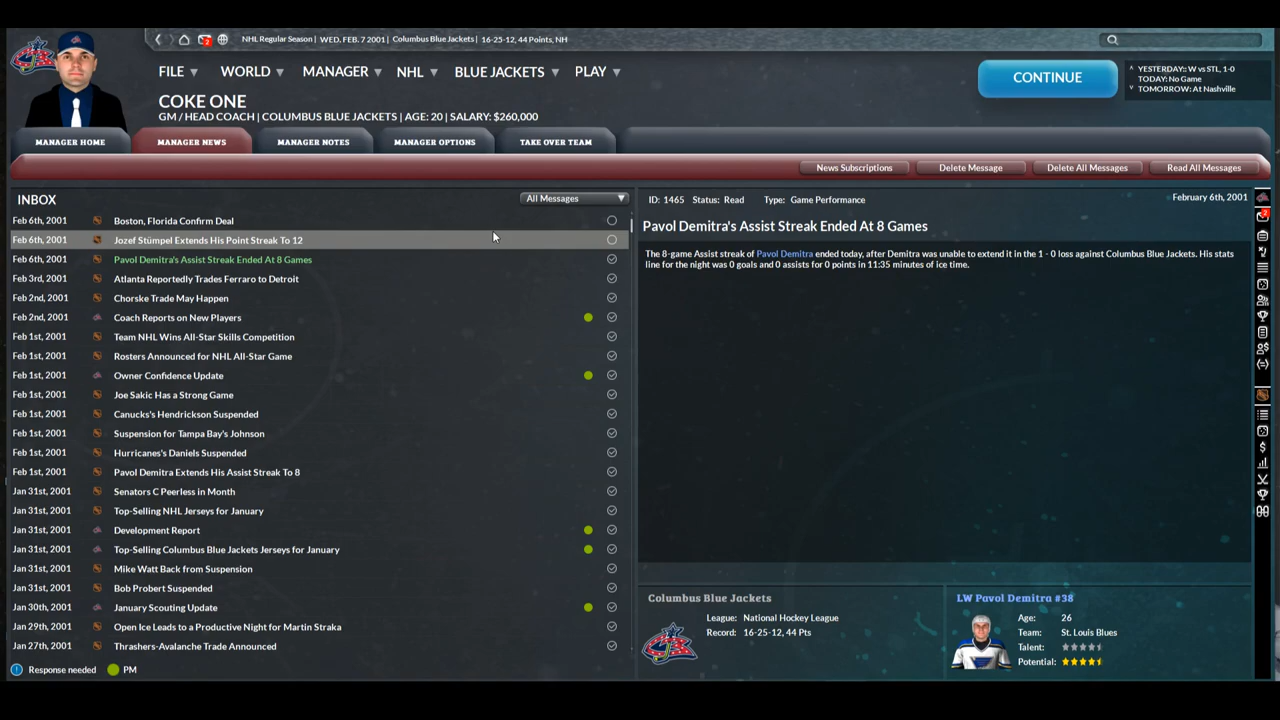 2
NHL Regular Season | WED. FEB. 7 2001 | Columbus Blue Jackets | 16-25-12, 44 Points, NH
FILE WORLD MANAGER NHL BLUE JACKETS PLAY
CONTINUE
YESTERDAY: W vs STL, 1-0
TODAY: No Game
TOMORROW: At Nashville
COKE ONE
GM / HEAD COACH | COLUMBUS BLUE JACKETS | AGE: 20 | SALARY: $260,000
MANAGER HOME MANAGER NEWS MANAGER NOTES MANAGER OPTIONS TAKE OVER TEAM
News Subscriptions Delete Message Delete All Messages Read All Messages
INBOX All Messages
Feb 6th, 2001 Boston, Florida Confirm Deal
Feb 6th, 2001 Jozef Stümpel Extends His Point Streak To 12
Feb 6th, 2001 Pavol Demitra's Assist Streak Ended At 8 Games
Feb 3rd, 2001 Atlanta Reportedly Trades Ferraro to Detroit
Feb 2nd, 2001 Chorske Trade May Happen
Feb 2nd, 2001 Coach Reports on New Players
Feb 1st, 2001 Team NHL Wins All-Star Skills Competition
Feb 1st, 2001 Rosters Announced for NHL All-Star Game
Feb 1st, 2001 Owner Confidence Update
Feb 1st, 2001 Joe Sakic Has a Strong Game
Feb 1st, 2001 Canucks's Hendrickson Suspended
Feb 1st, 2001 Suspension for Tampa Bay's Johnson
Feb 1st, 2001 Hurricanes's Daniels Suspended
Feb 1st, 2001 Pavol Demitra Extends His Assist Streak To 8
Jan 31st, 2001 Senators C Peerless in Month
Jan 31st, 2001 Top-Selling NHL Jerseys for January
Jan 31st, 2001 Development Report
Jan 31st, 2001 Top-Selling Columbus Blue Jackets Jerseys for January
Jan 31st, 2001 Mike Watt Back from Suspension
Jan 31st, 2001 Bob Probert Suspended
Jan 30th, 2001 January Scouting Update
Jan 29th, 2001 Open Ice Leads to a Productive Night for Martin Straka
Jan 27th, 2001 Thrashers-Avalanche Trade Announced
Response needed PM
ID: 1465 Status: Read Type: Game Performance February 6th, 2001
Pavol Demitra's Assist Streak Ended At 8 Games
The 8-game Assist streak of Pavol Demitra ended today, after Demitra was unable to extend it in the 1 - 0 loss against Columbus Blue Jackets. His stats
line for the night was 0 goals and 0 assists for 0 points in 11:35 minutes of ice time.
Columbus Blue Jackets
League: National Hockey League
Record: 16-25-12, 44 Pts
LW Pavol Demitra #38
Age: 26
Team: St. Louis Blues
Talent:
Potential: